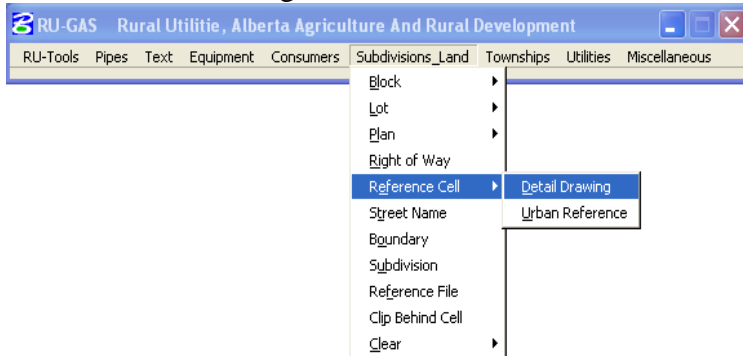 RU-GAS Rural Utilitie, Alberta Agriculture And Rural Development
RU-Tools Pipes Text Equipment Consumers Subdivisions_Land Townships Utilities Miscellaneous
Block
Lot
Plan
Right of Way
Reference Cell Detail Drawing
Street Name Urban Reference
Boundary
Subdivision
Reference File
Clip Behind Cell
Clear